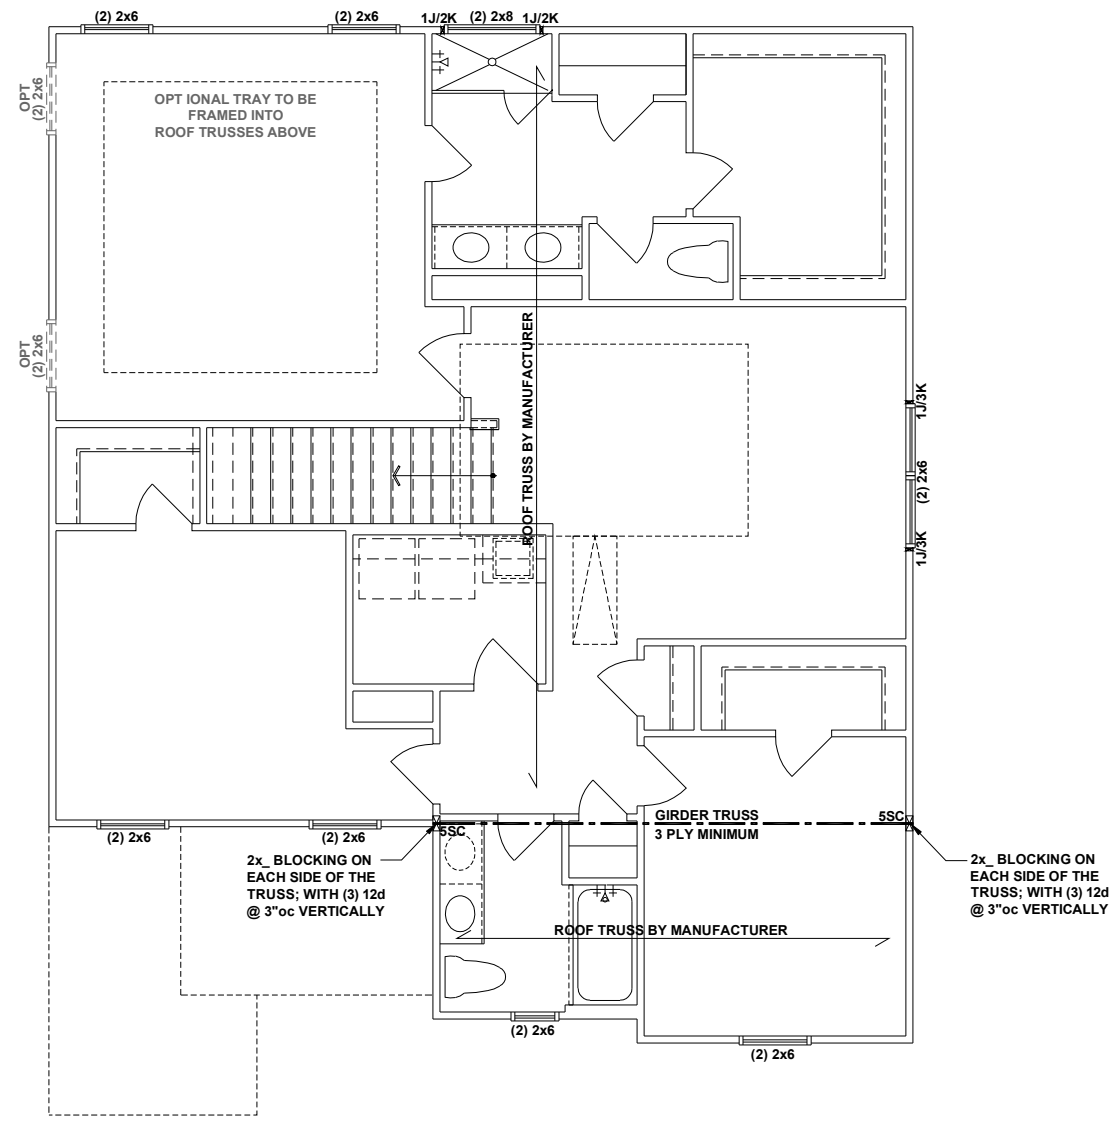 (2) 2x6
(2) 2x6
1J/2K
(2) 2x8
1J/2K
OPT
(2) 2x6
OPT IONAL TRAY TO BE
FRAMED INTO
ROOF TRUSSES ABOVE
OPT
(2) 2x6
ROOF TRUSS BY MANUFACTURER
1J/3K
(2) 2x6
1J/3K
GIRDER TRUSS
3 PLY MINIMUM
5SC
5SC
(2) 2x6
(2) 2x6
2x_ BLOCKING ON
EACH SIDE OF THE
TRUSS; WITH (3) 12d
@ 3"oc VERTICALLY
2x_ BLOCKING ON
EACH SIDE OF THE
TRUSS; WITH (3) 12d
@ 3"oc VERTICALLY
ROOF TRUSS BY MANUFACTURER
(2) 2x6
(2) 2x6